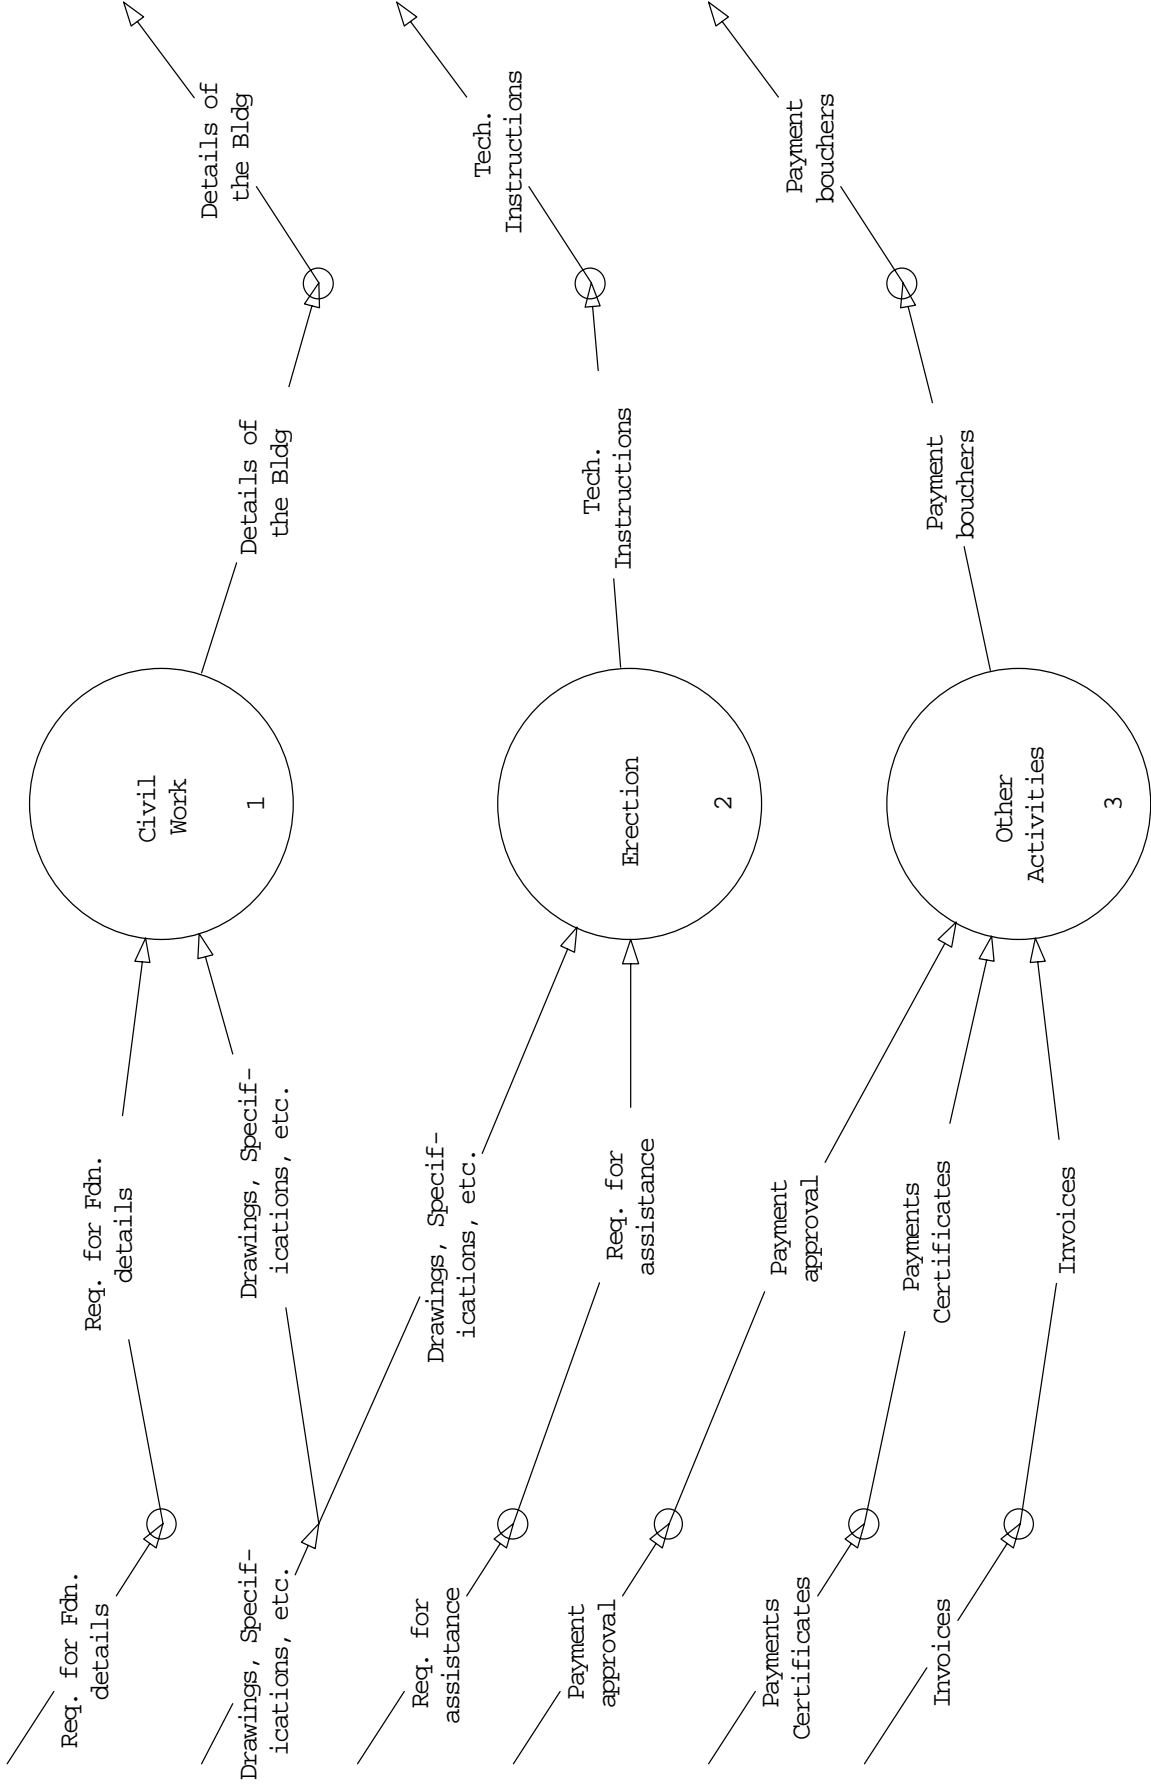 Req. for Fdn.
details
Req. for Fdn.
details
Civil
Work
1
Details of
the Bldg
Details of
the Bldg
Drawings, Specif-
ications, etc.
Drawings, Specif-
ications, etc.
Drawings, Specif-
ications, etc.
Req. for
assistance
Req. for
assistance
Erection
2
Tech.
Instructions
Tech.
Instructions
Payment
approval
Payment
approval
Payments
Certificates
Payments
Certificates
Invoices
Invoices
Other
Activities
3
Payment
bouchers
Payment
bouchers